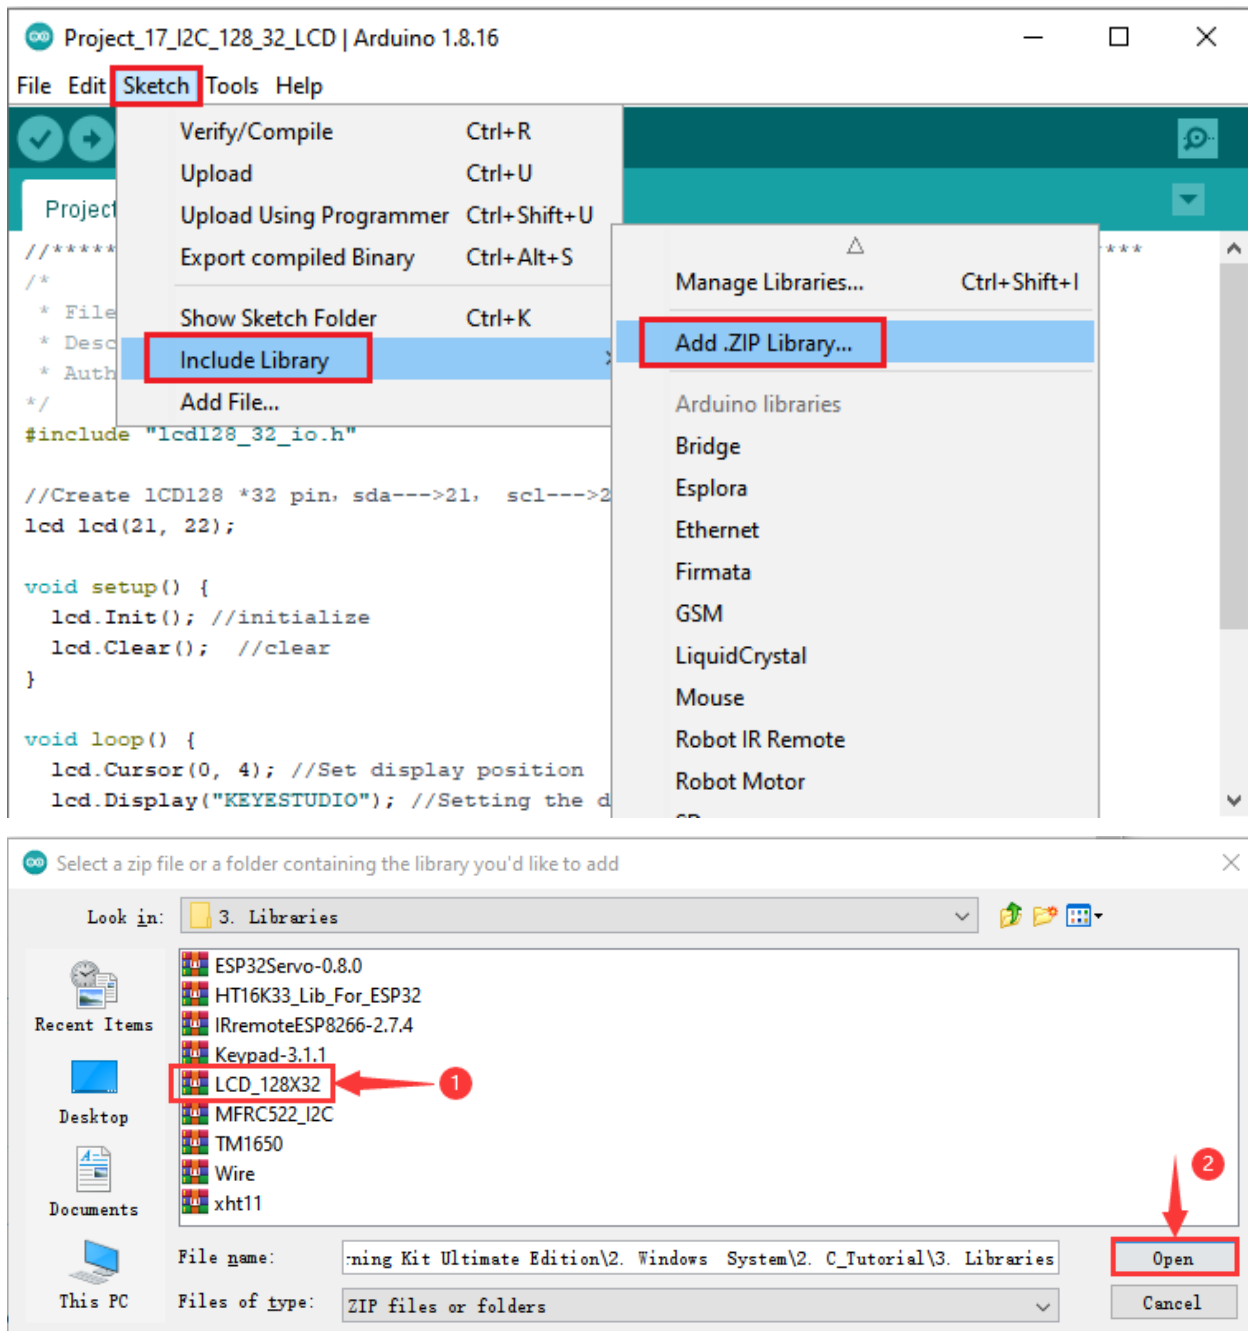 Project_17_I2C_128_32_LCD | Arduino 1.8.16
File Edit Sketch Tools Help
Verify/Compile Ctrl+R
Upload Ctrl+U
Upload Using Programmer Ctrl+Shift+U
Export compiled Binary Ctrl+Alt+S
Show Sketch Folder Ctrl+K
Include Library
Add File...
Manage Libraries... Ctrl+Shift+I
Add .ZIP Library...
Arduino libraries
Bridge
Esplora
Ethernet
Firmata
GSM
LiquidCrystal
Mouse
Robot IR Remote
Robot Motor
Project
//***** ****
/*
* File
* Desc
* Auth
*/
#include "lcd128_32_io.h"
//Create lCD128 *32 pin, sda--->21, scl--->2
lcd lcd(21, 22);
void setup() {
lcd.Init(); //initialize
lcd.Clear(); //clear
}
void loop() {
lcd.Cursor(0, 4); //Set display position
lcd.Display("KEYESTUDIO"); //Setting the d
Select a zip file or a folder containing the library you'd like to add
Look in: 3. Libraries
Recent Items
Desktop
Documents
This PC
ESP32Servo-0.8.0
HT16K33_Lib_For_ESP32
IRremoteESP8266-2.7.4
Keypad-3.1.1
LCD_128X32 1
MFRC522_I2C
TM1650
Wire
xht11
2
File name: :ning Kit Ultimate Edition\2. Windows System\2. C_Tutorial\3. Libraries Open
Files of type: ZIP files or folders Cancel